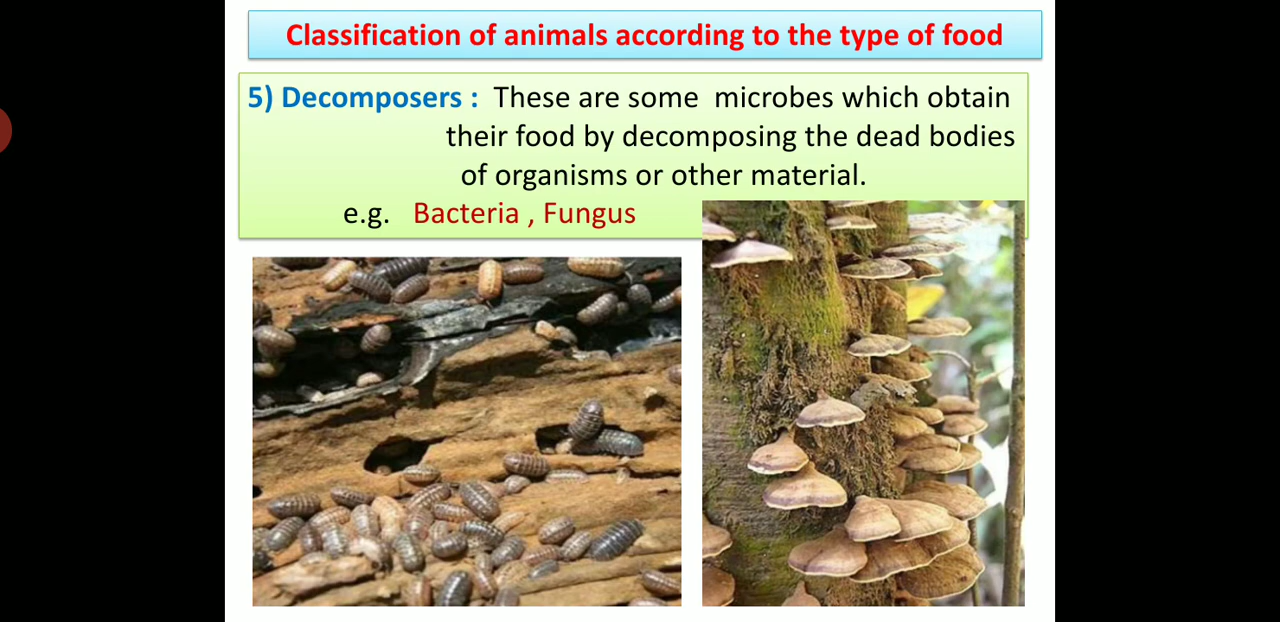 Classification of animals according to the type of food
5) Decomposers : These are some microbes which obtain
their food by decomposing the dead bodies
of organisms or other material.
e.g. Bacteria , Fungus